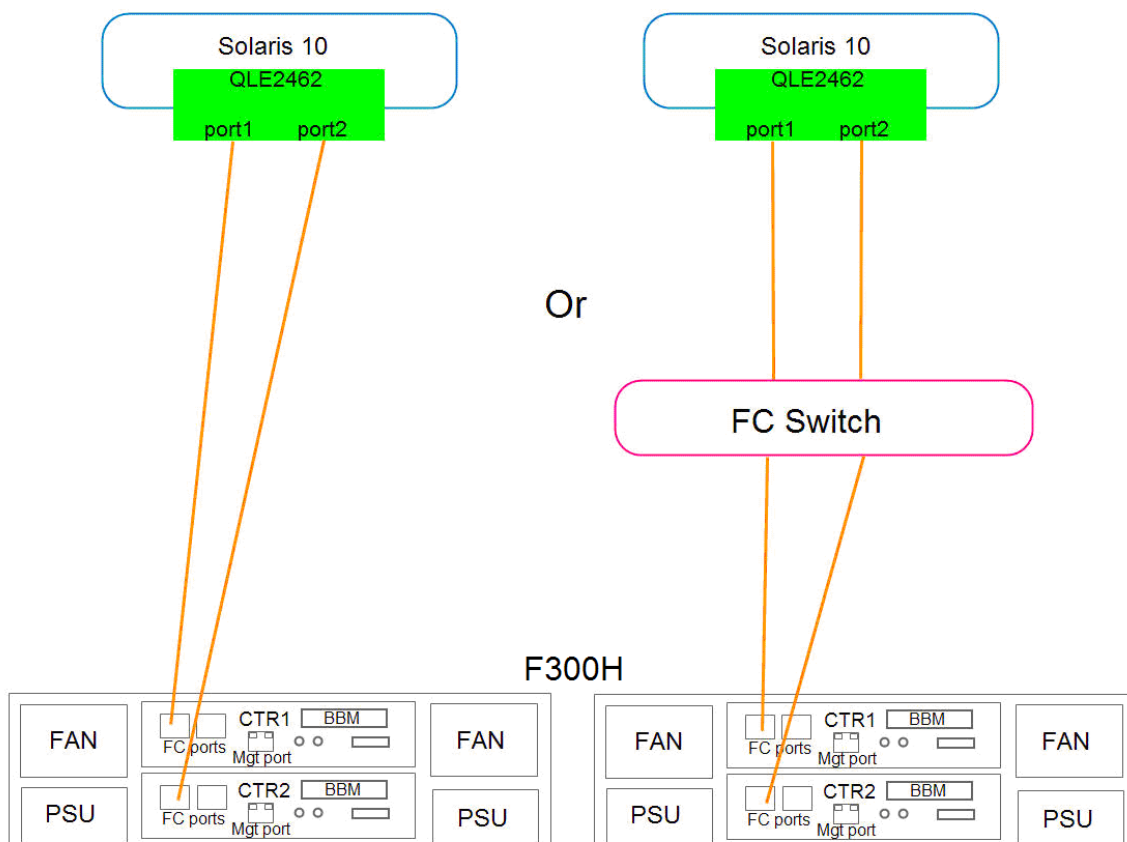 Solaris 10
QLE2462
port1 port2
Solaris 10
QLE2462
port1 port2
Or
FC Switch
F300H
FAN
CTR1 BBM
FC ports
Mgt port
FAN
PSU
CTR2 BBM
FC ports
Mgt port
PSU
FAN
CTR1 BBM
FC ports
Mgt port
FAN
PSU
CTR2 BBM
FC ports
Mgt port
PSU